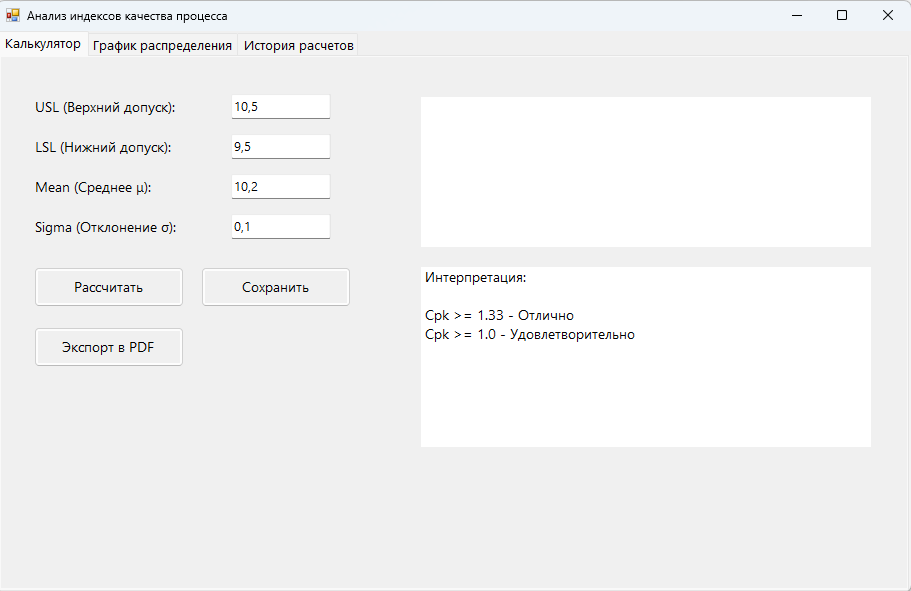 Анализ индексов качества процесса
Калькулятор График распределения История расчетов
USL (Верхний допуск): 10,5
LSL (Нижний допуск): 9,5
Mean (Среднее μ): 10,2
Sigma (Отклонение σ): 0,1
Рассчитать Сохранить
Экспорт в PDF
Интерпретация:
Cpk >= 1.33 - Отлично
Cpk >= 1.0 - Удовлетворительно